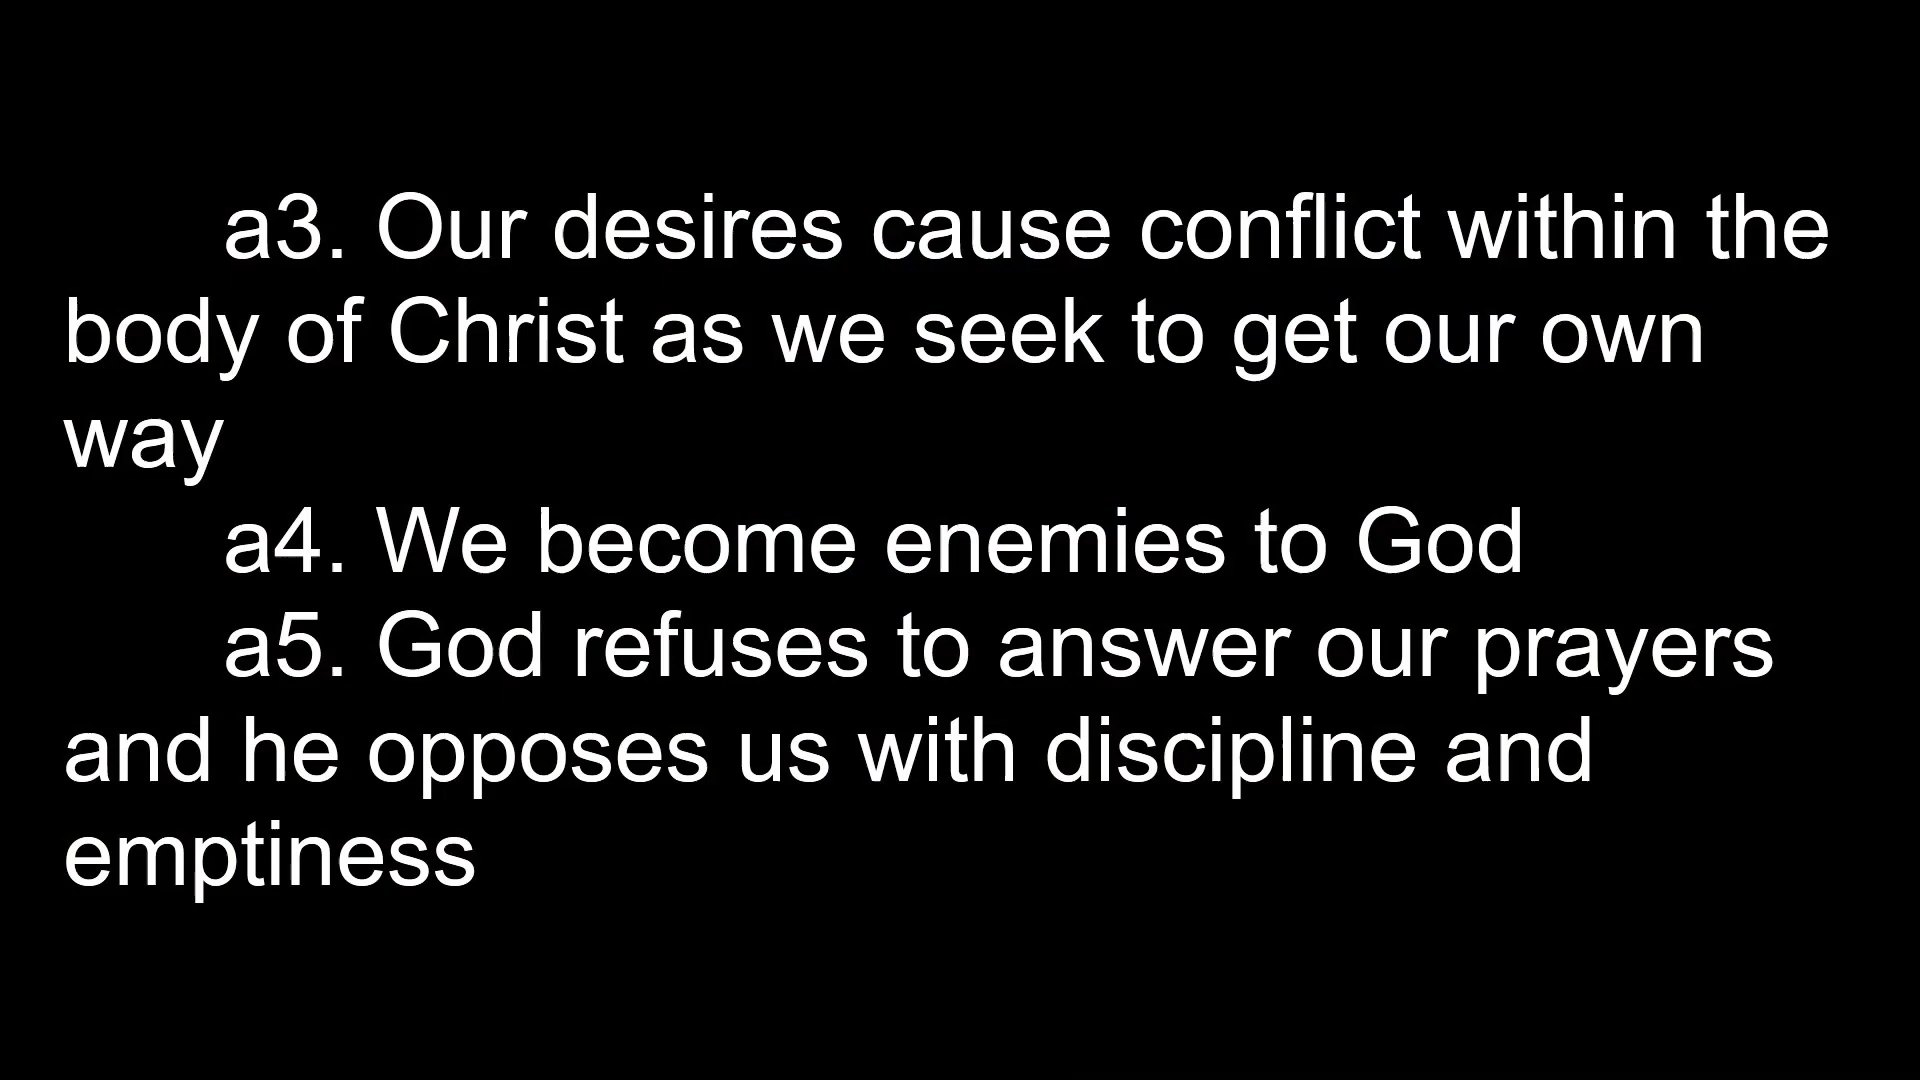 a3. Our desires cause conflict within the
body of Christ as we seek to get our own
way
a4. We become enemies to God
a5. God refuses to answer our prayers
and he opposes us with discipline and
emptiness